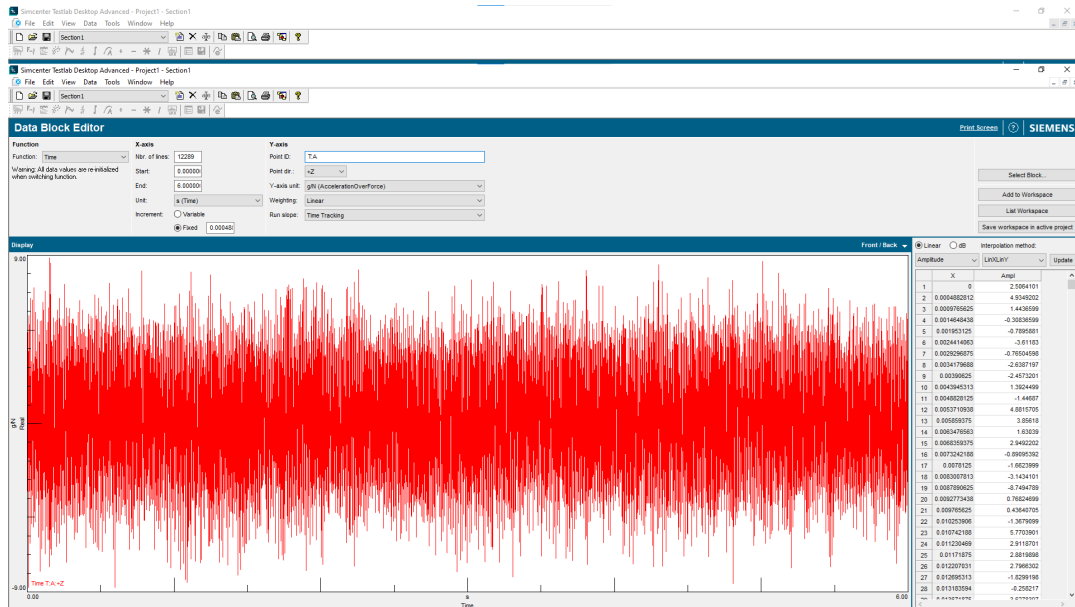 Simcenter Testlab Desktop Advanced - Project1 - Section1
File Edit View Data Tools Window Help
Section1
Simcenter Testlab Desktop Advanced - Project1 - Section1
File Edit View Data Tools Window Help
Section1
Data Block Editor
Print Screen
SIEMENS
Function X-axis Y-axis
Function: Time Nbr. of lines: 12289 Point ID: T:A
Warning: All data values are re-initialized when switching function.
Start: 0.00000 Point dir.: +Z
Select Block...
End: 6.00000 Y-axis unit: g/N (AccelerationOverForce)
Add to Workspace
Unit: s (Time) Weighting: Linear
List Workspace
Increment: Variable Run slope: Time Tracking
Fixed 0.00048
Save workspace in active project
Display Front / Back
Linear dB Interpolation method:
Amplitude LinXLinY Update
X Ampl
1 0 2.5064101
2 0.0004882812 4.9349202
3 0.0009765625 1.4436599
4 0.0014648438 -0.30836599
5 0.001953125 -0.7895881
6 0.0024414063 -3.61183
7 0.0029296875 -0.76504598
8 0.0034179688 -2.6387197
9 0.00390625 -2.4573201
10 0.0043945313 1.3924499
11 0.0048828125 -1.44687
12 0.0053710938 4.8815705
13 0.005859375 3.85618
14 0.0063476563 1.63039
15 0.0068359375 2.9492202
16 0.0073242188 -0.89095392
17 0.0078125 -1.6623999
18 0.0083007813 -3.1434101
19 0.0087890625 -8.7494789
20 0.0092773438 0.76824699
21 0.009765625 0.43640705
22 0.010253906 -1.3679099
23 0.010742188 5.7703901
24 0.011230469 2.9118701
25 0.01171875 2.8819898
26 0.012207031 2.7966302
27 0.012695313 -1.8299198
28 0.013183594 -0.256217
9.00
g/N
Real
-9.00
Time T:A:+Z
0.00 s 6.00
Time